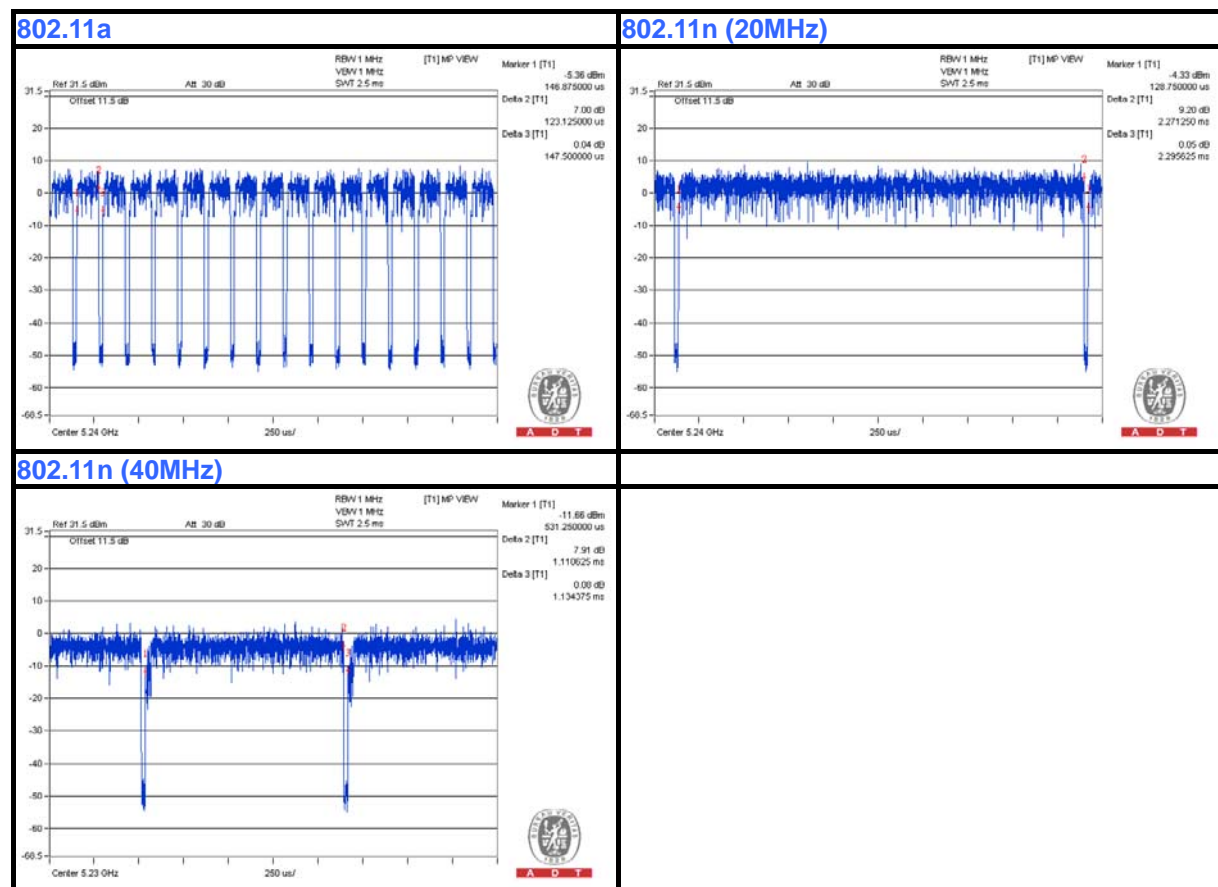 802.11a
RBW 1 MHz
VBW 1 MHz
SWT 2.5 ms
[T1] MP VIEW
Ref 31.5 dBm
Att 30 dB
Offset 11.5 dB
Marker 1 [T1]
-5.36 dBm
146.875000 us
Delta 2 [T1]
7.00 dB
123.125000 us
Delta 3 [T1]
0.04 dB
147.500000 us
31.5
20
10
0
-10
-20
-30
-40
-50
-60
-68.5
Center 5.24 GHz
250 us/
A D T
802.11n (20MHz)
RBW 1 MHz
VBW 1 MHz
SWT 2.5 ms
[T1] MP VIEW
Ref 31.5 dBm
Att 30 dB
Offset 11.5 dB
Marker 1 [T1]
-4.33 dBm
128.750000 us
Delta 2 [T1]
9.20 dB
2.271250 ms
Delta 3 [T1]
0.05 dB
2.295625 ms
31.5
20
10
0
-10
-20
-30
-40
-50
-60
-68.5
Center 5.24 GHz
250 us/
A D T
802.11n (40MHz)
RBW 1 MHz
VBW 1 MHz
SWT 2.5 ms
[T1] MP VIEW
Ref 31.5 dBm
Att 30 dB
Offset 11.5 dB
Marker 1 [T1]
-11.66 dBm
531.250000 us
Delta 2 [T1]
7.91 dB
1.110625 ms
Delta 3 [T1]
1.134375 ms
31.5
20
10
0
-10
-20
-30
-40
-50
-60
-68.5
Center 5.23 GHz
250 us/
A D T